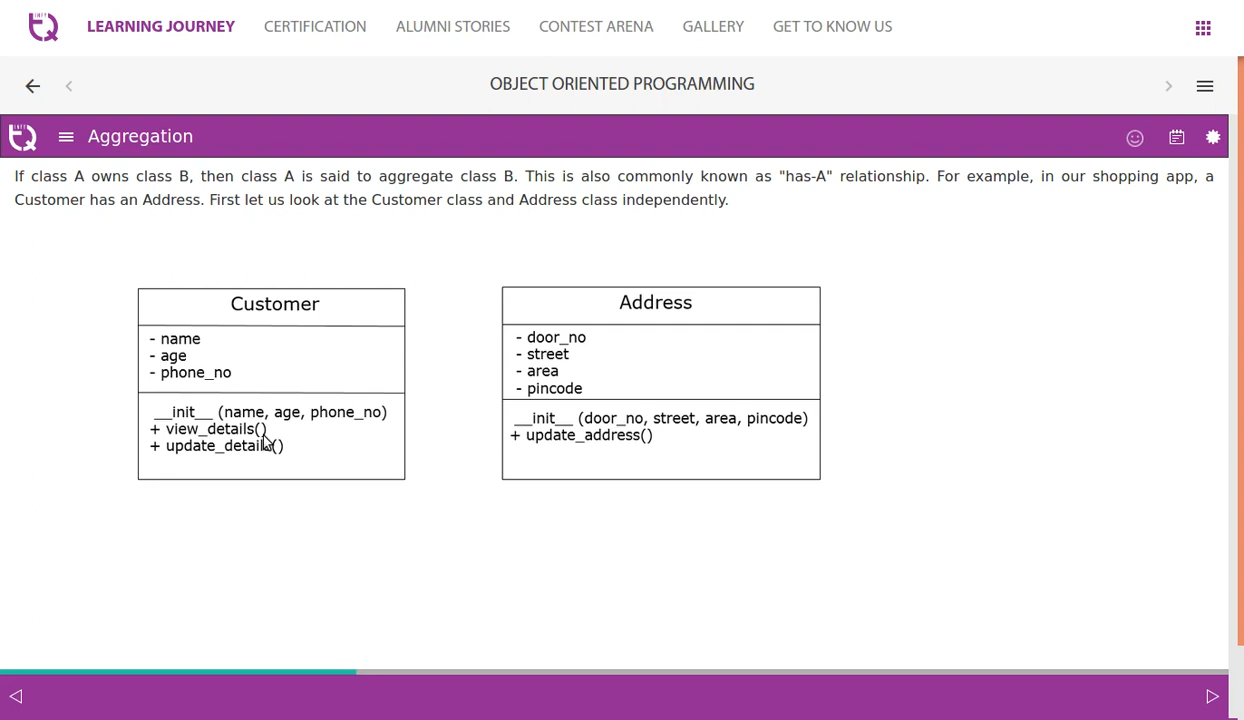 LEARNING JOURNEY CERTIFICATION ALUMNI STORIES CONTEST ARENA GALLERY GET TO KNOW US
OBJECT ORIENTED PROGRAMMING
Aggregation
If class A owns class B, then class A is said to aggregate class B. This is also commonly known as "has-A" relationship. For example, in our shopping app, a
Customer has an Address. First let us look at the Customer class and Address class independently.
Customer
- name
- age
- phone_no
__init__ (name, age, phone_no)
+ view_details()
+ update_details()
Address
- door_no
- street
- area
- pincode
__init__ (door_no, street, area, pincode)
+ update_address()